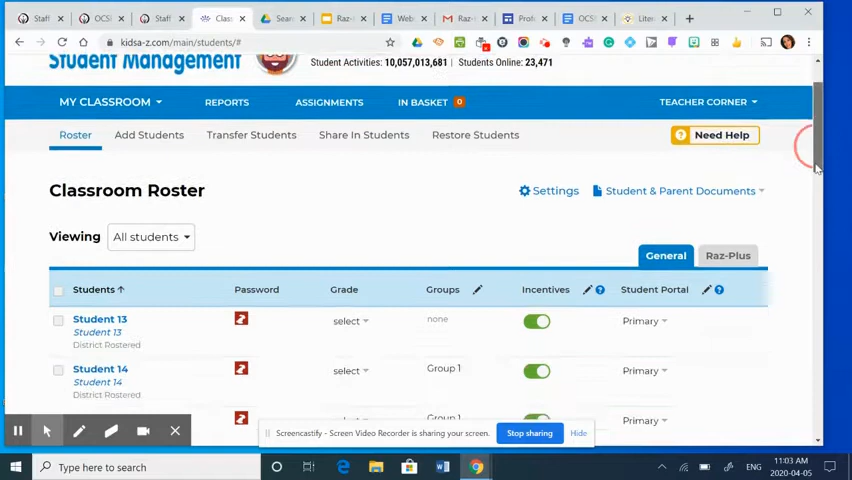 Staff
OCS
Staff
Class
Sear
Raz-
Web
Raz-
Prof
OCS
Liter
kidsa-z.com/main/students/#
Student Management
Student Activities: 10,057,013,681 | Students Online: 23,471
MY CLASSROOM REPORTS ASSIGNMENTS IN BASKET 0 TEACHER CORNER
Roster Add Students Transfer Students Share In Students Restore Students ? Need Help
Classroom Roster
Settings Student & Parent Documents
Viewing All students
General Raz-Plus
Students Password Grade Groups Incentives ? Student Portal ?
Student 13 select none Primary
Student 13
District Rostered
Student 14 select Group 1 Primary
Student 14
District Rostered
Group 1 Primary
Screencastify - Screen Video Recorder is sharing your screen. Stop sharing Hide
Type here to search
ENG
11:03 AM
2020-04-05